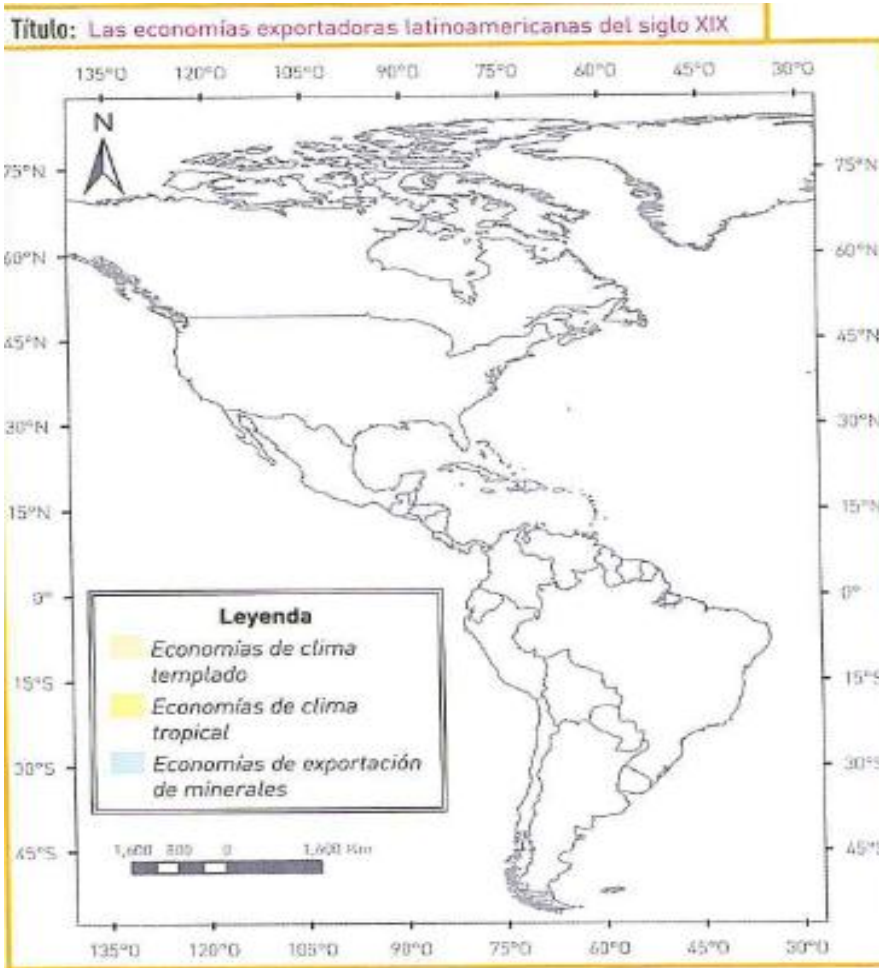 Título: Las economías exportadoras latinoamericanas del siglo XIX
135°O 120°O 105°O 90°O 75°O 60°O 45°O 30°O
N
75°N 75°N
60°N 60°N
45°N 45°N
30°N 30°N
15°N 15°N
0° 0°
15°S 15°S
30°S 30°S
45°S 45°S
Leyenda
Economías de clima
templado
Economías de clima
tropical
Economías de exportación
de minerales
1,600 800 0 1,600 Km
135°O 120°O 105°O 90°O 75°O 60°O 45°O 30°O